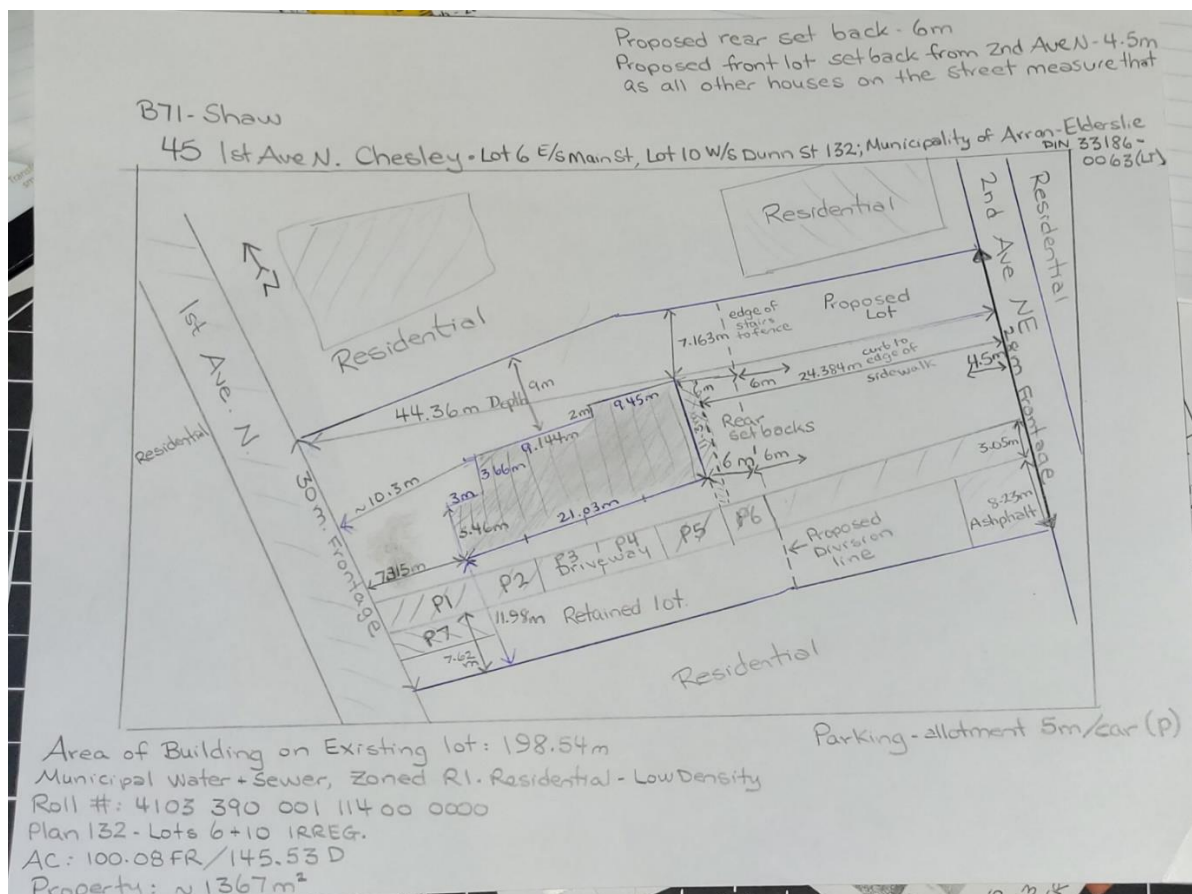 Proposed rear set back - 6m
Proposed front lot setback from 2nd Ave N - 4.5m
as all other houses on the street measure that
B71 - Shaw
45 1st Ave N. Chesley - Lot 6 E/s Main St, Lot 10 W/s Dunn St 132; Municipality of Arran-Elderslie
DIN 33186-
0063(Lt)
Residential
1st Ave. N.
N
Residential
Residential
2nd Ave NE
Residential
44.36m Depth
9m
7.163m
edge of
stairs
to fence
Proposed
Lot
6m
6m
24.384m
curb to
edge of
sidewalk
4.5m
28m Frontage
2m
9.45m
9.144m
3.66m
3m
5.46m
21.03m
Rear
set backs
6m
6m
3.05m
~10.3m
30m. Frontage
7.315m
P1
P2
P3
P4
Driveway
P5
P6
Proposed
Division
line
8.23m
Ashphalt
P7
7.62
m
11.98m
Retained lot.
Residential
Parking - allotment 5m/car (P)
Area of Building on Existing lot: 198.54m
Municipal Water + Sewer, Zoned R1. Residential - Low Density
Roll #: 4103 390 001 11400 0000
Plan 132 - Lots 6+10 IRREG.
AC: 100.08 FR/145.53 D
Property: ~ 1367m²